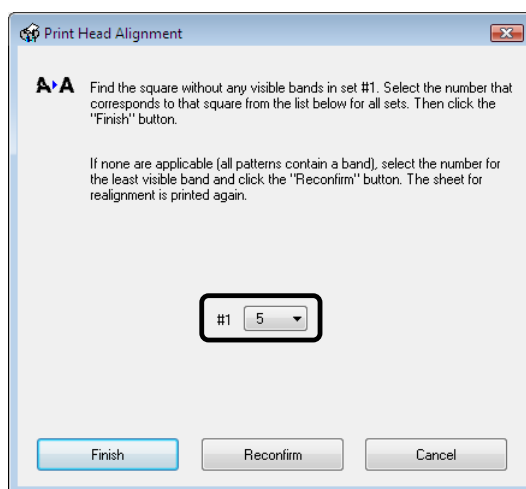 Print Head Alignment
A A Find the square without any visible bands in set #1. Select the number that
corresponds to that square from the list below for all sets. Then click the
"Finish" button.
If none are applicable (all patterns contain a band), select the number for
the least visible band and click the "Reconfirm" button. The sheet for
realignment is printed again.
#1 5
Finish Reconfirm Cancel